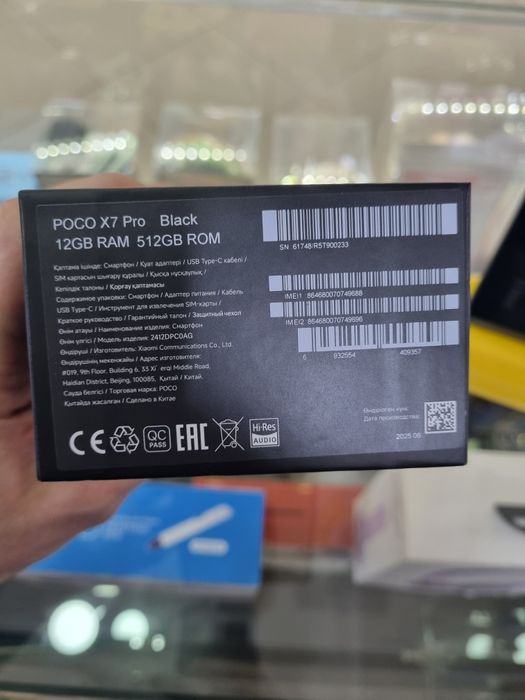 POCO X7 Pro Black
12GB RAM 512GB ROM
SN 61748/R5T900233
Қаптама ішінде: Смартфон / Қуат адаптері / USB Type-C кабелі /
SIM картасын шығару құралы / Қысқа нұсқаулық /
Кепілдік талоны / Қорғау қаптамасы
Содержимое упаковки: Смартфон / Адаптер питания / Кабель
USB Type-C / Инструмент для извлечения SIM-карты /
Краткое руководство / Гарантийный талон / Защитный чехол
Өнім атауы / Наименование изделия: Смартфон
Өнім үлгісі / Модель изделия: 2412DPC0AG
Өндіруші / Изготовитель: Xiaomi Communications Co., Ltd.
Өндірушінің мекенжайы / Адрес изготовителя:
#019, 9th Floor, Building 6, 33 Xi'erqi Middle Road,
Haidian District, Beijing, 100085, Қытай / Китай.
Сауда белгісі / Торговая марка: POCO
Қытайда жасалған / Сделано в Китае
IMEI1 864680070749688
IMEI2 864680070749696
6 932554 409357
Өндірілген күні:
Дата производства:
2025.06
CE
QC
PASS
EAC
Hi-Res
AUDIO